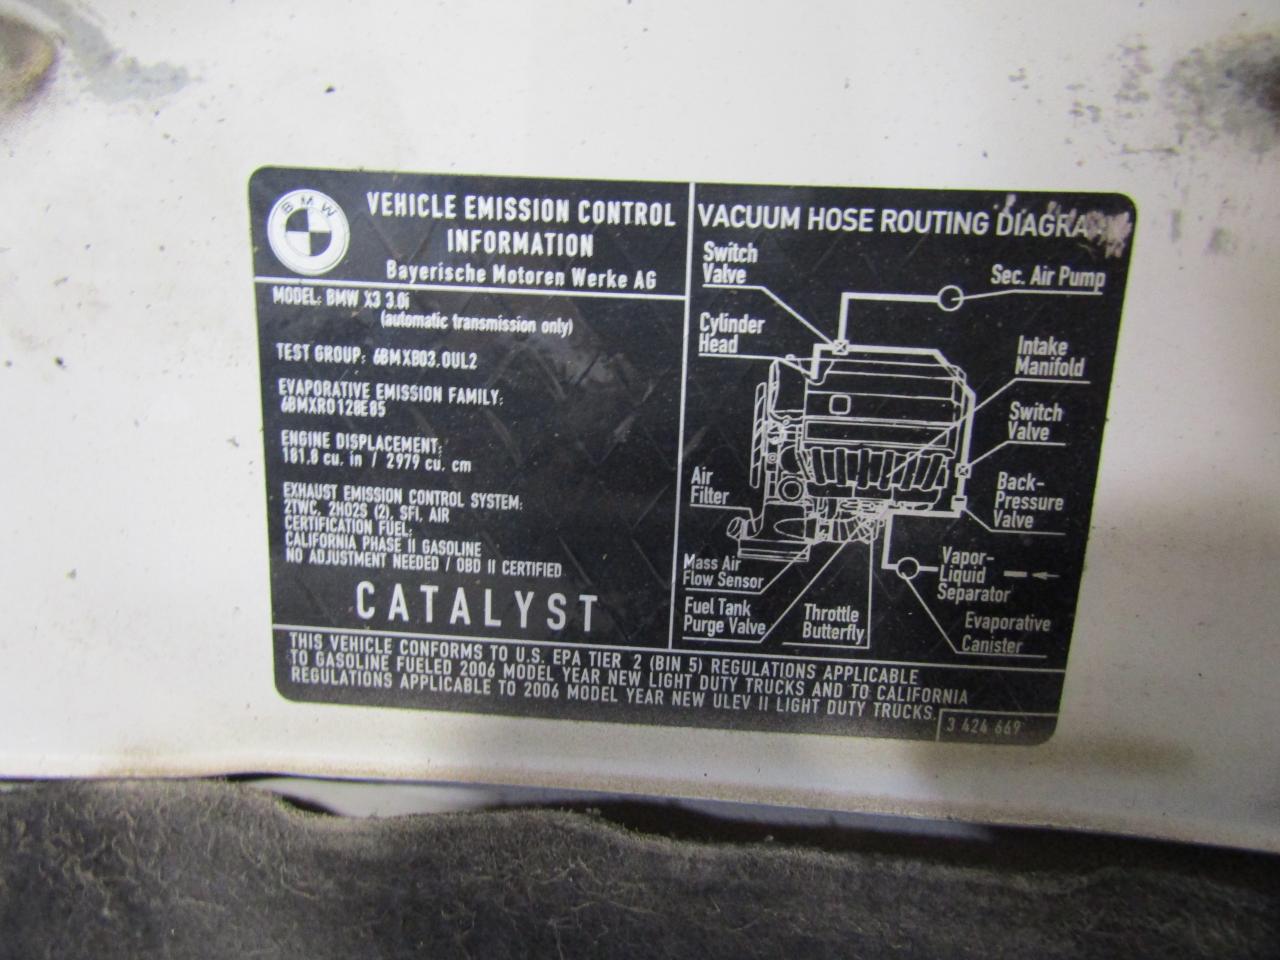 BMW
VEHICLE EMISSION CONTROL
INFORMATION
Bayerische Motoren Werke AG
MODEL: BMW X3 3.0i
(automatic transmission only)
TEST GROUP: 6BMXB03.0UL2
EVAPORATIVE EMISSION FAMILY:
6BMXR0128E85
ENGINE DISPLACEMENT:
181.8 cu. in / 2979 cu. cm
EXHAUST EMISSION CONTROL SYSTEM:
2TWC, 2HO2S (2), SFI, AIR
CERTIFICATION FUEL:
CALIFORNIA PHASE II GASOLINE
NO ADJUSTMENT NEEDED / OBD II CERTIFIED
CATALYST
VACUUM HOSE ROUTING DIAGRAM
Switch
Valve
Sec. Air Pump
Cylinder
Head
Intake
Manifold
Switch
Valve
Air
Filter
Back-
Pressure
Valve
Mass Air
Flow Sensor
Vapor-
Liquid
Separator
Fuel Tank
Purge Valve
Throttle
Butterfly
Evaporative
Canister
THIS VEHICLE CONFORMS TO U.S. EPA TIER 2 (BIN 5) REGULATIONS APPLICABLE
TO GASOLINE FUELED 2006 MODEL YEAR NEW LIGHT DUTY TRUCKS AND TO CALIFORNIA
REGULATIONS APPLICABLE TO 2006 MODEL YEAR NEW ULEV II LIGHT DUTY TRUCKS.
3 424 669